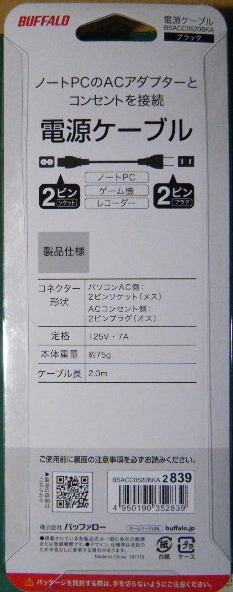 BUFFALO
電源ケーブル
BSACC0520BKA
ブラック
ノートPCのACアダプターと
コンセントを接続
電源ケーブル
2ピン
ソケット
ノートPC
ゲーム機
レコーダー
2ピン
プラグ
製品仕様
コネクター形状
パソコンAC側：
2ピンソケット（メス）
ACコンセント側：
2ピンプラグ（オス）
定格
125V・7A
本体重量
約75g
ケーブル長
2.0m
ご使用前に裏面の注意事項を必ずお読みください。
BSACC0520BKA 2839
4 950190 352839
株式会社 バッファロー
buffalo.jp
Made in China
紙
台紙
プラ
ケース
パッケージを開封する際は、手を切らないようにご注意ください。